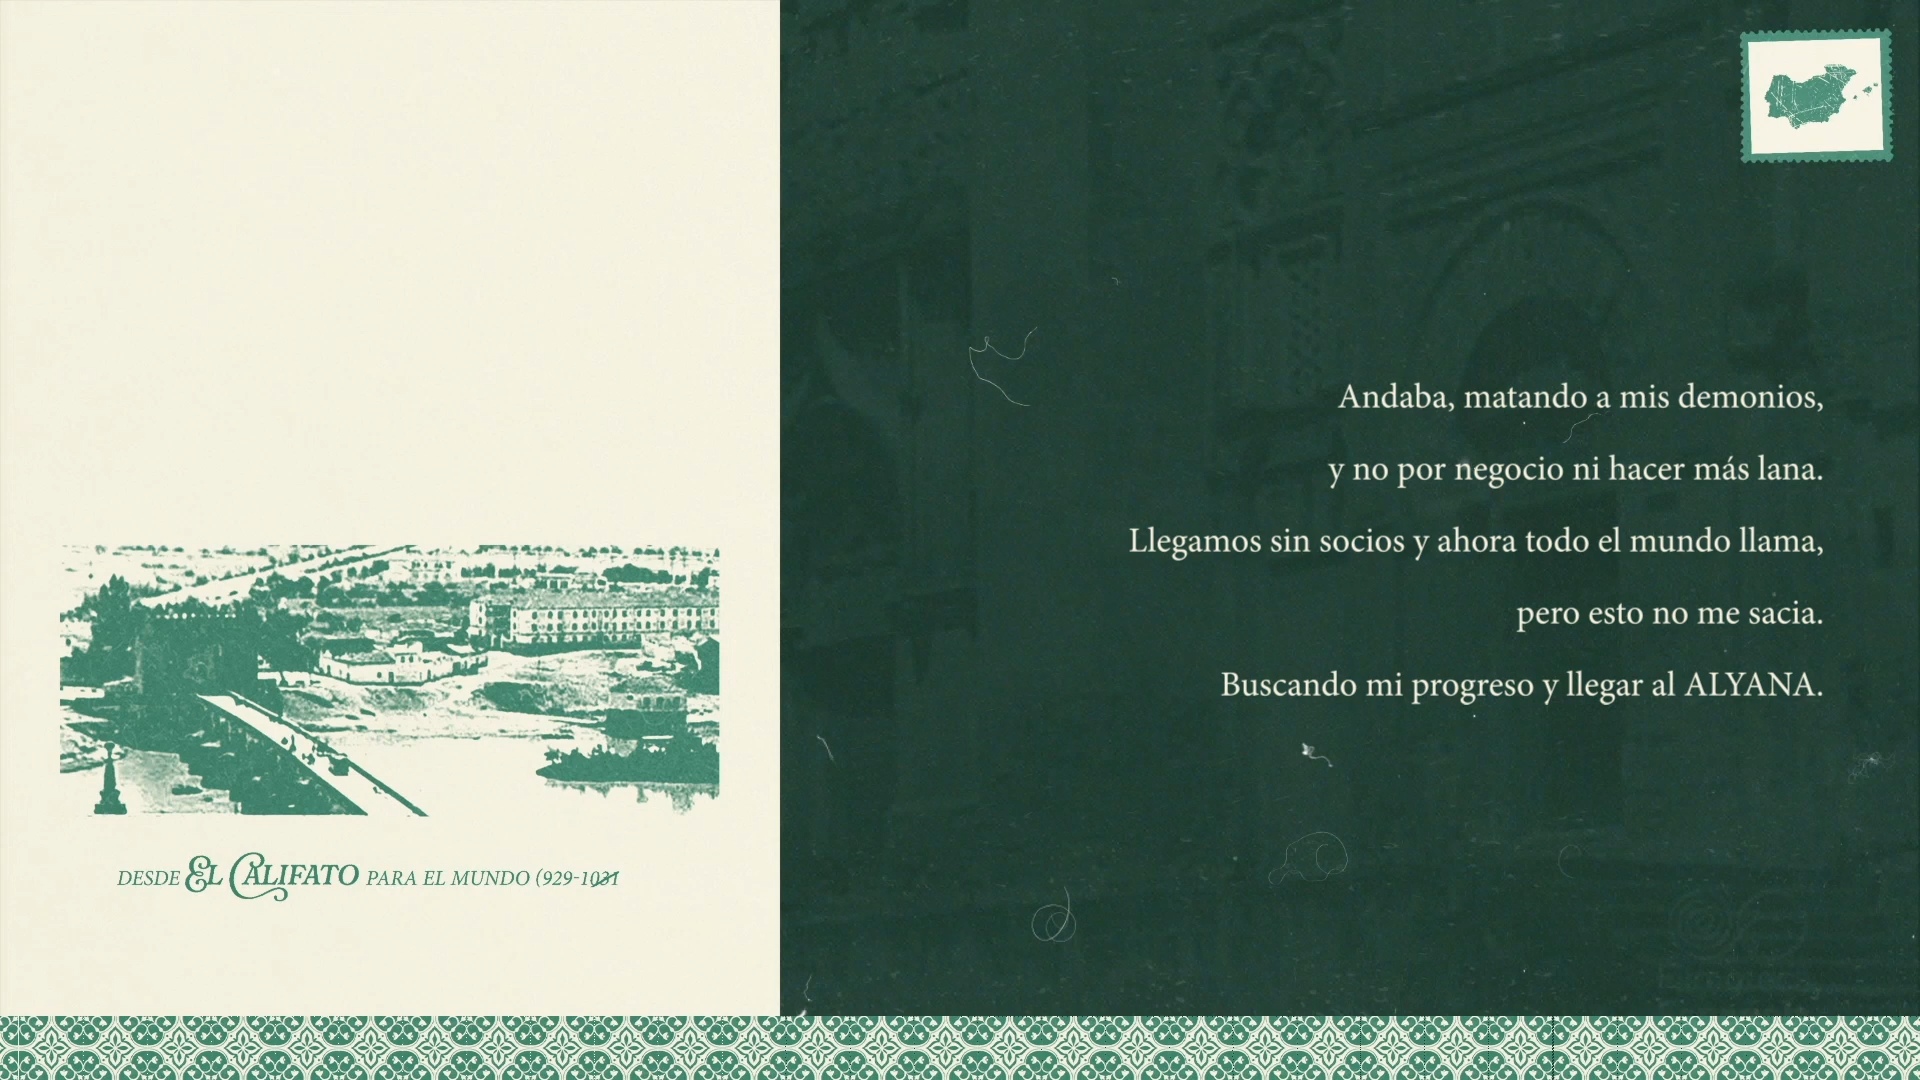 Andaba, matando a mis demonios,
y no por negocio ni hacer más lana.
Llegamos sin socios y ahora todo el mundo llama,
pero esto no me sacia.
Buscando mi progreso y llegar al ALYANA.
DESDE EL CALIFATO PARA EL MUNDO (929-1031